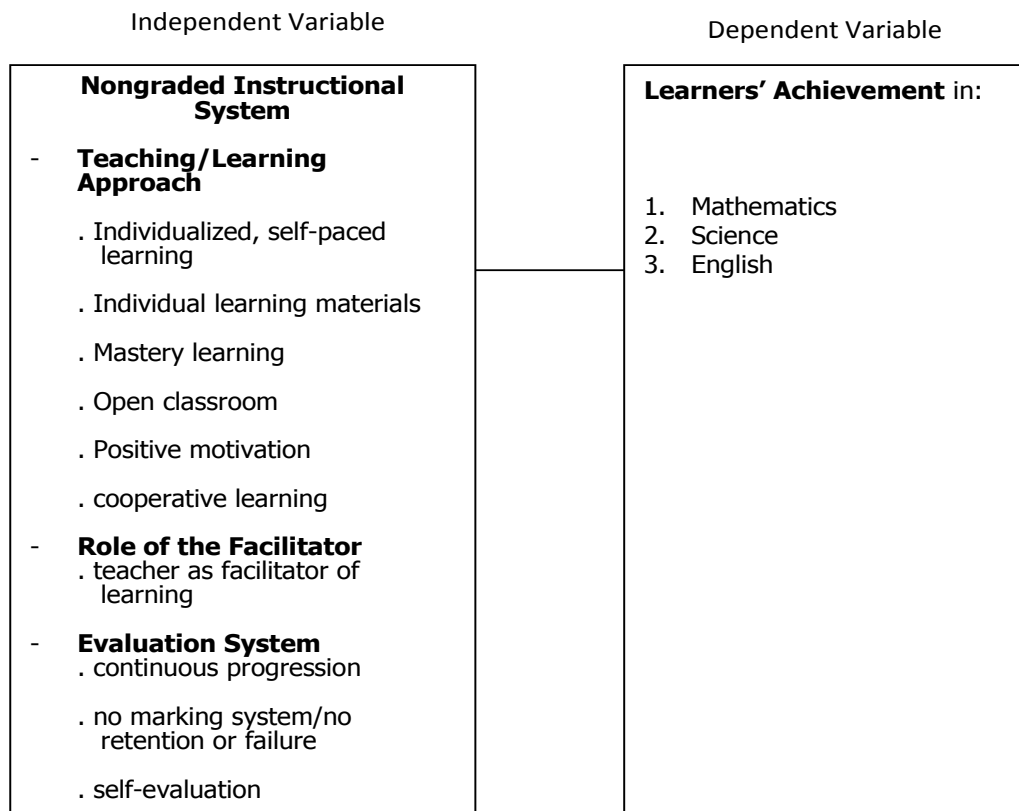 Independent Variable
Dependent Variable
Nongraded Instructional
System
- Teaching/Learning
Approach
. Individualized, self-paced
learning
. Individual learning materials
. Mastery learning
. Open classroom
. Positive motivation
. cooperative learning
- Role of the Facilitator
. teacher as facilitator of
learning
- Evaluation System
. continuous progression
. no marking system/no
retention or failure
. self-evaluation
Learners’ Achievement in:
1. Mathematics
2. Science
3. English